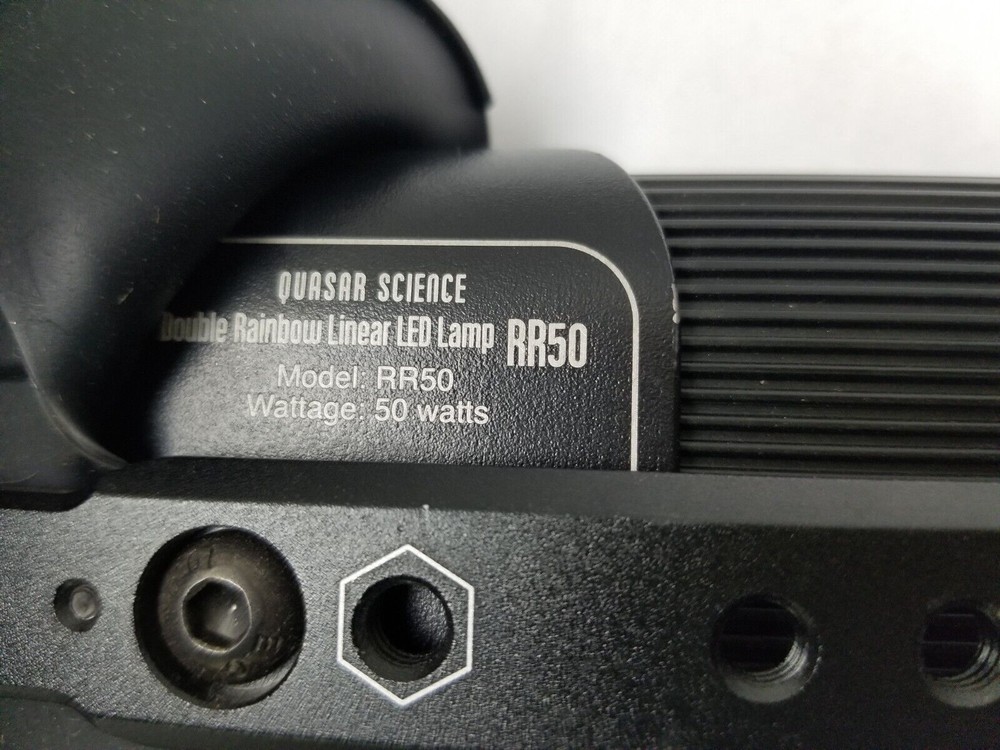 QUASAR SCIENCE
Double Rainbow Linear LED Lamp RR50
Model: RR50
Wattage: 50 watts